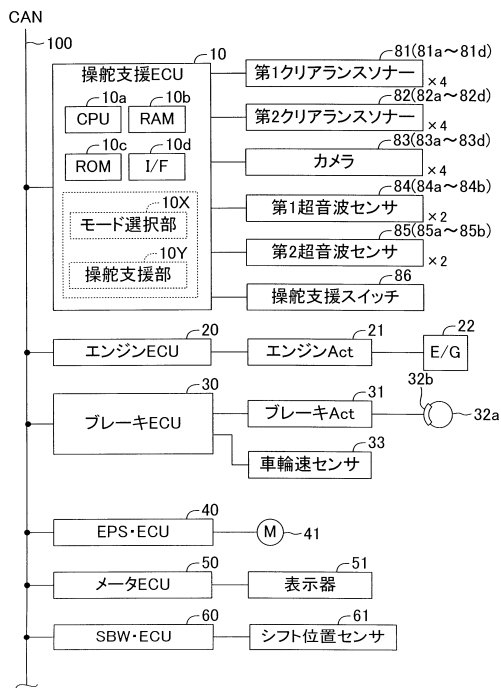 CAN
100
10
操舵支援ECU
10a
10b
CPU
RAM
10c
10d
ROM
I/F
10X
モード選択部
10Y
操舵支援部
81(81a～81d)
第1クリアランスソナー
×4
82(82a～82d)
第2クリアランスソナー
×4
83(83a～83d)
カメラ
×4
84(84a～84b)
第1超音波センサ
×2
85(85a～85b)
第2超音波センサ
×2
86
操舵支援スイッチ
20
エンジンECU
21
エンジンAct
22
E/G
30
ブレーキECU
31
ブレーキAct
32b
32a
33
車輪速センサ
40
EPS・ECU
M
41
50
メータECU
51
表示器
60
SBW・ECU
61
シフト位置センサ